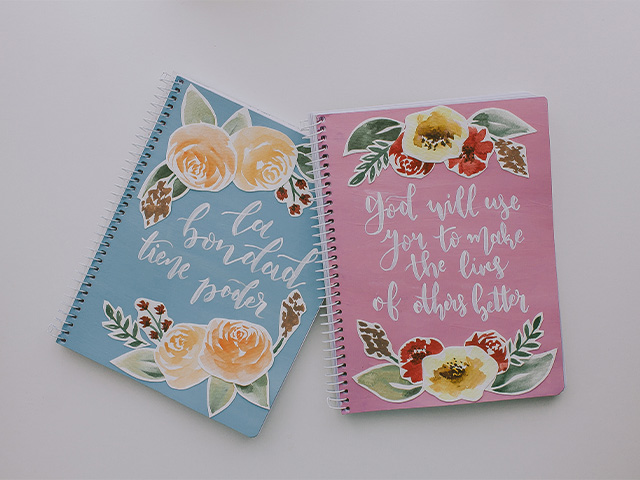 la
bondad
tiene poder
God will use
you to make
the lives
of others better